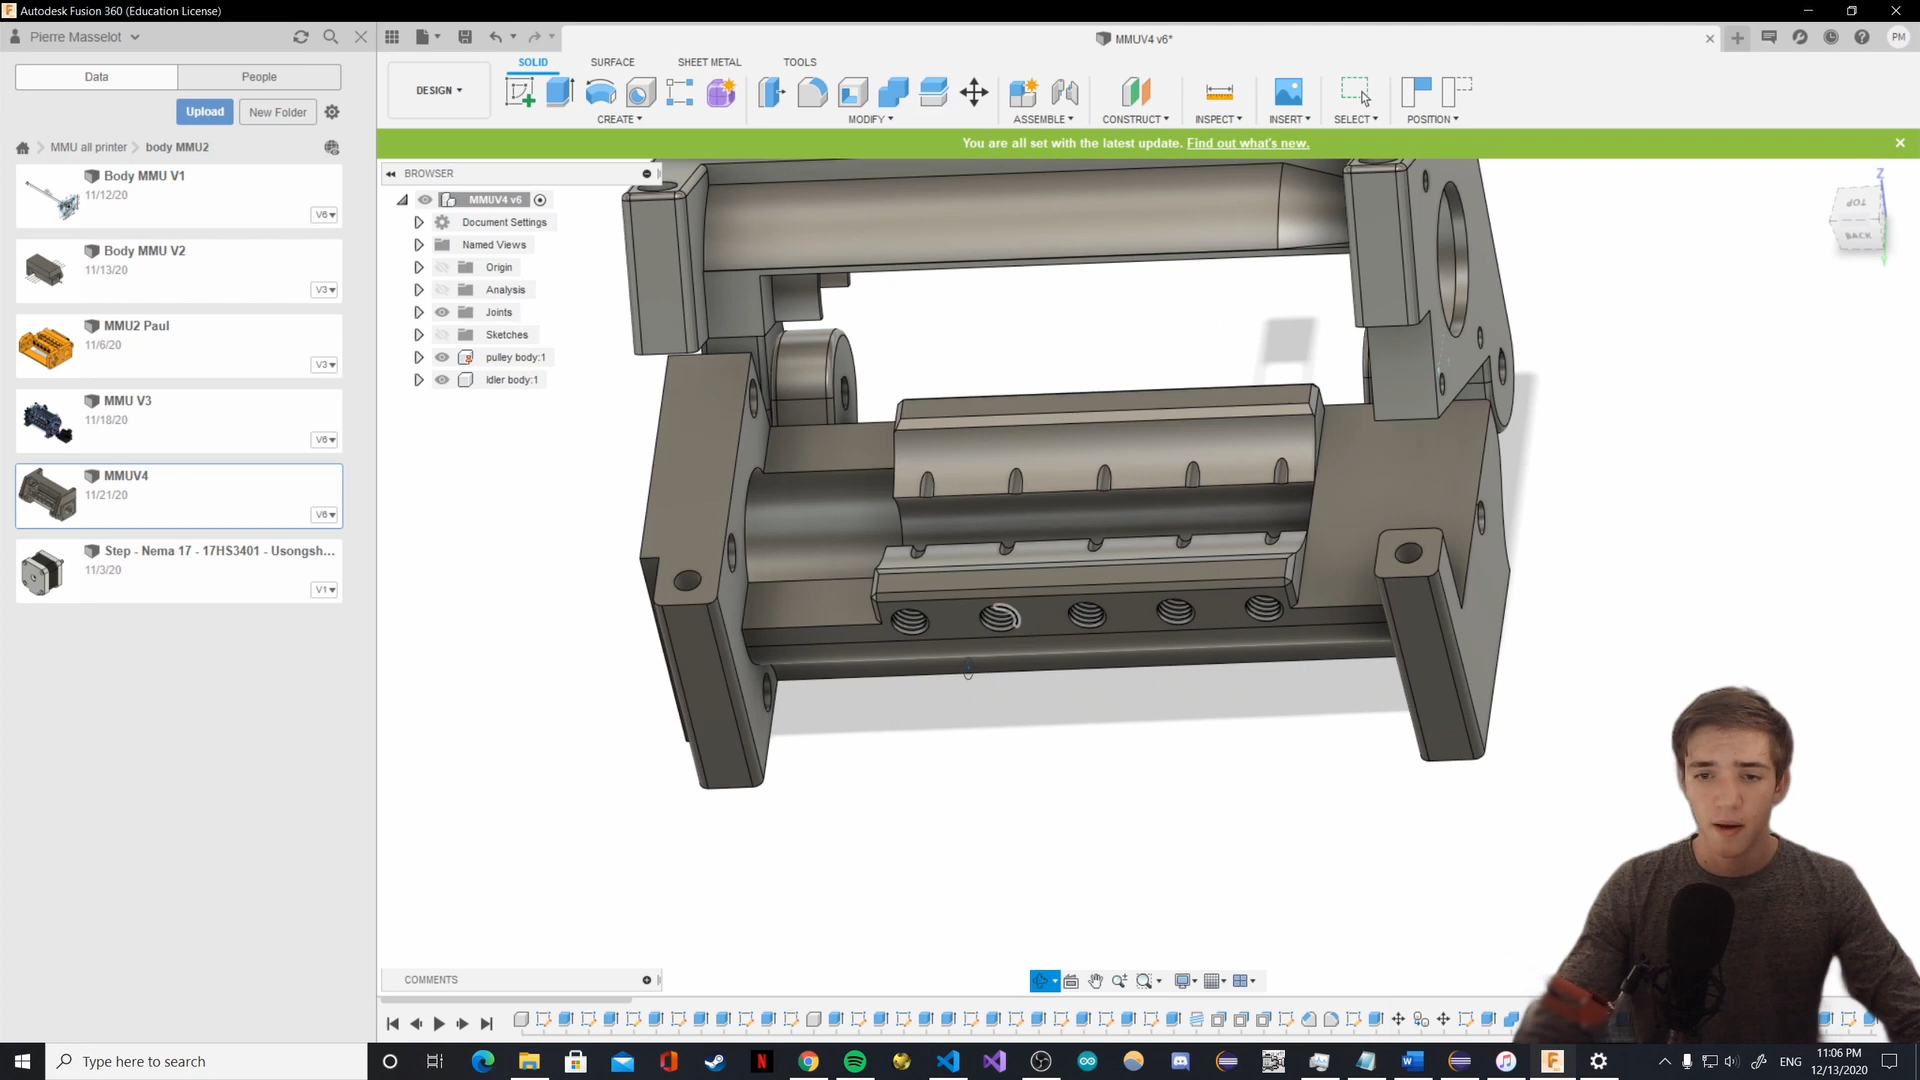 Autodesk Fusion 360 (Education License)
Pierre Masselot
MMUV4 v6*
PM
Data
People
Upload
New Folder
MMU all printer
body MMU2
Body MMU V1
11/12/20
V6
Body MMU V2
11/13/20
V3
MMU2 Paul
11/6/20
V3
MMU V3
11/18/20
V6
MMUV4
11/21/20
V6
Step - Nema 17 - 17HS3401 - Usongsh...
11/3/20
V1
DESIGN
SOLID
SURFACE
SHEET METAL
TOOLS
CREATE
MODIFY
ASSEMBLE
CONSTRUCT
INSPECT
INSERT
SELECT
POSITION
You are all set with the latest update. Find out what's new.
BROWSER
MMUV4 v6
Document Settings
Named Views
Origin
Analysis
Joints
Sketches
pulley body:1
Idler body:1
Z
TOP
BACK
Y
COMMENTS
Type here to search
ENG
11:06 PM
12/13/2020